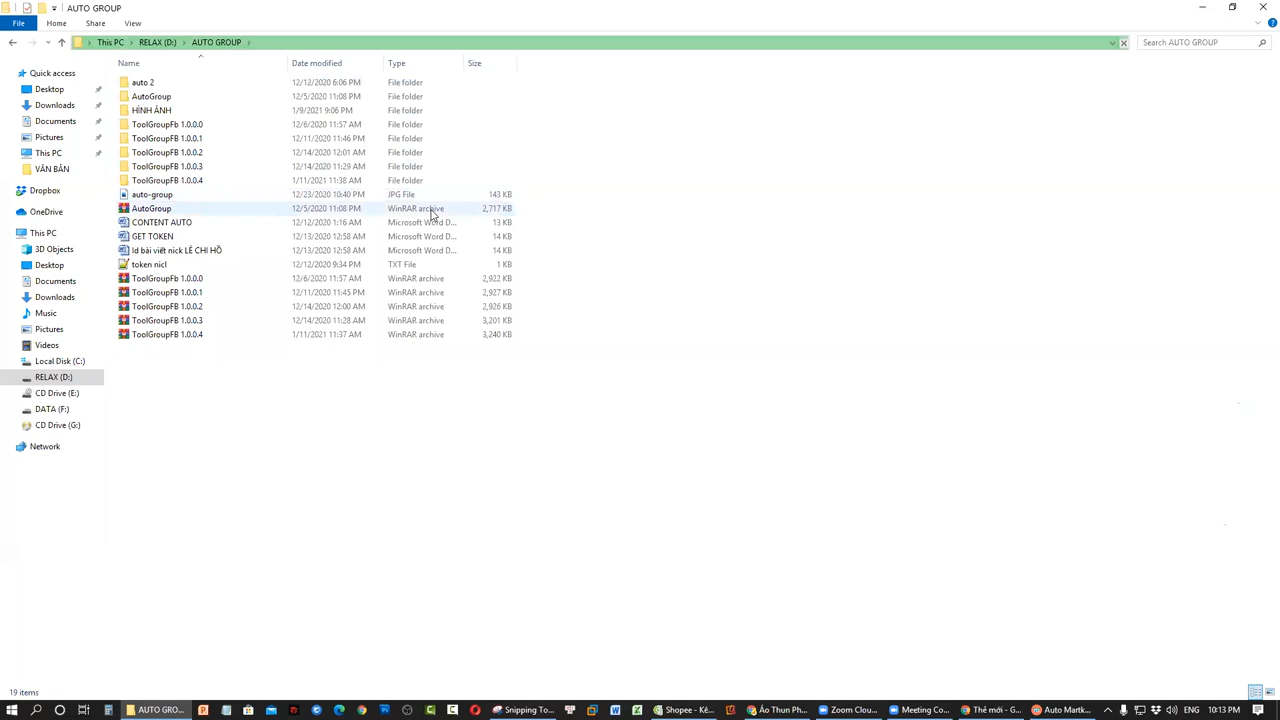 AUTO GROUP
File Home Share View
This PC RELAX (D:) AUTO GROUP Search AUTO GROUP
Name Date modified Type Size
Quick access
Desktop
Downloads
Documents
Pictures
This PC
VĂN BẢN
Dropbox
OneDrive
This PC
3D Objects
Desktop
Documents
Downloads
Music
Pictures
Videos
Local Disk (C:)
RELAX (D:)
CD Drive (E:)
DATA (F:)
CD Drive (G:)
Network
auto 2 12/12/2020 6:06 PM File folder
AutoGroup 12/5/2020 11:08 PM File folder
HÌNH ẢNH 1/9/2021 9:06 PM File folder
ToolGroupFb 1.0.0.0 12/6/2020 11:57 AM File folder
ToolGroupFB 1.0.0.1 12/11/2020 11:46 PM File folder
ToolGroupFB 1.0.0.2 12/14/2020 12:01 AM File folder
ToolGroupFB 1.0.0.3 12/14/2020 11:29 AM File folder
ToolGroupFB 1.0.0.4 1/11/2021 11:38 AM File folder
auto-group 12/23/2020 10:40 PM JPG File 143 KB
AutoGroup 12/5/2020 11:08 PM WinRAR archive 2,717 KB
CONTENT AUTO 12/12/2020 1:16 AM Microsoft Word D... 13 KB
GET TOKEN 12/13/2020 12:58 AM Microsoft Word D... 14 KB
Id bài viết nick LÊ CHI HỒ 12/13/2020 12:58 AM Microsoft Word D... 14 KB
token nicl 12/12/2020 9:34 PM TXT File 1 KB
ToolGroupFb 1.0.0.0 12/6/2020 11:57 AM WinRAR archive 2,922 KB
ToolGroupFB 1.0.0.1 12/11/2020 11:45 PM WinRAR archive 2,927 KB
ToolGroupFB 1.0.0.2 12/14/2020 12:00 AM WinRAR archive 2,926 KB
ToolGroupFB 1.0.0.3 12/14/2020 11:28 AM WinRAR archive 3,201 KB
ToolGroupFB 1.0.0.4 1/11/2021 11:37 AM WinRAR archive 3,240 KB
19 items
AUTO GRO... Snipping To... Shopee - Kê... Áo Thun Ph... Zoom Clou... Meeting Co... Thẻ mới - G... Auto Martk... ENG 10:13 PM